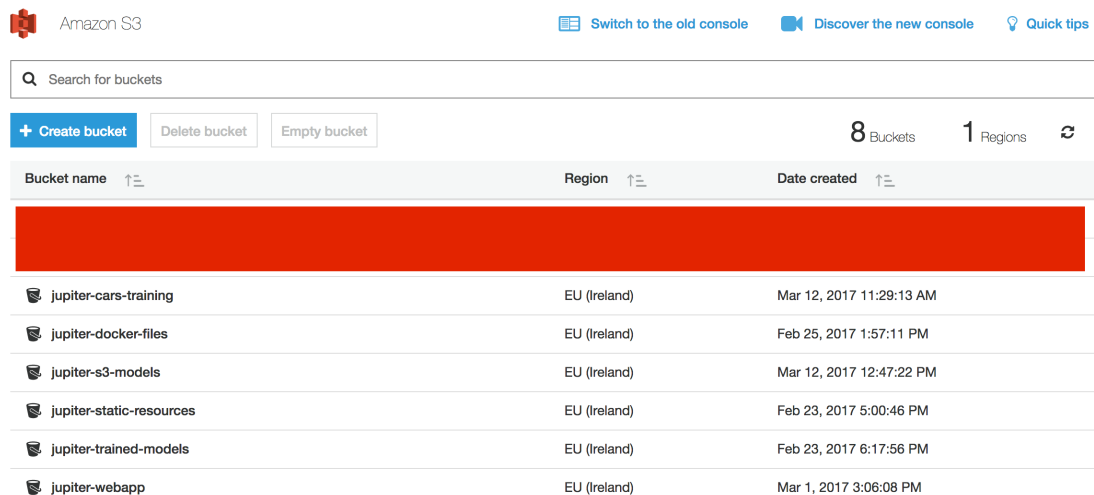 Amazon S3 Switch to the old console Discover the new console Quick tips
Search for buckets
Create bucket Delete bucket Empty bucket 8 Buckets 1 Regions
Bucket name Region Date created
jupiter-cars-training EU (Ireland) Mar 12, 2017 11:29:13 AM
jupiter-docker-files EU (Ireland) Feb 25, 2017 1:57:11 PM
jupiter-s3-models EU (Ireland) Mar 12, 2017 12:47:22 PM
jupiter-static-resources EU (Ireland) Feb 23, 2017 5:00:46 PM
jupiter-trained-models EU (Ireland) Feb 23, 2017 6:17:56 PM
jupiter-webapp EU (Ireland) Mar 1, 2017 3:06:08 PM